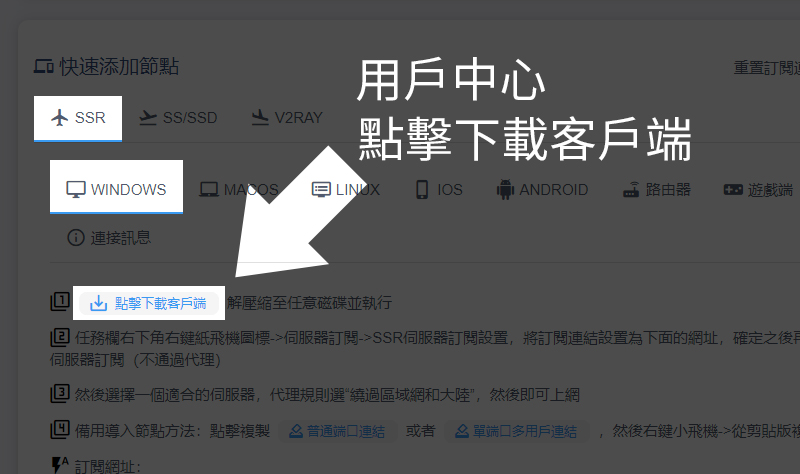 快速添加節點
重置訂閱連
用戶中心
點擊下載客戶端
SSR SS/SSD V2RAY
WINDOWS MACOS LINUX IOS ANDROID 路由器 遊戲端
連接訊息
1 點擊下載客戶端 解壓縮至任意磁碟並執行
2 任務欄右下角右鍵紙飛機圖標->伺服器訂閱->SSR伺服器訂閱設置，將訂閱連結設置為下面的網址，確定之後再
伺服器訂閱（不通過代理）
3 然後選擇一個適合的伺服器，代理規則選“繞過區域網和大陸”，然後即可上網
4 備用導入節點方法：點擊複製 普通端口連結 或者 單端口多用戶連結 ，然後右鍵小飛機->從剪貼版複
訂閱網址：